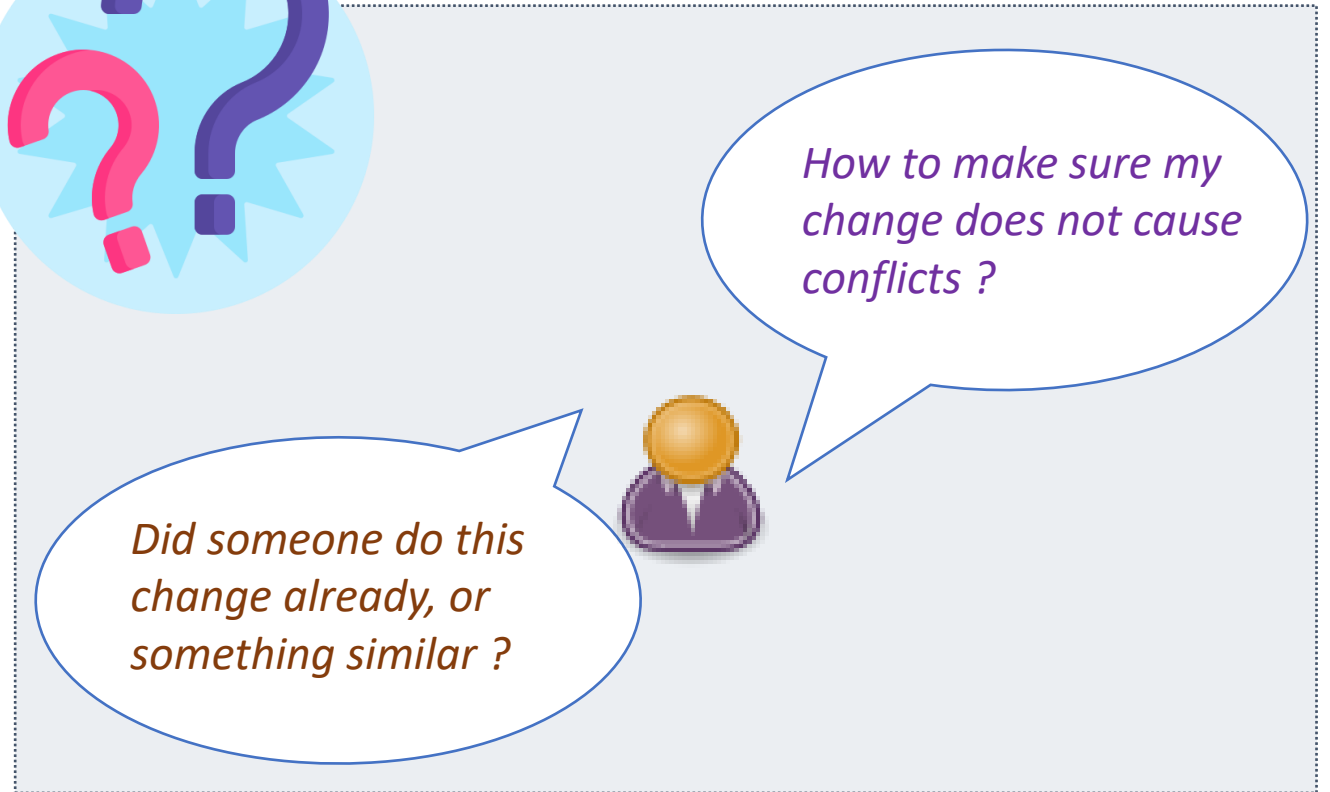 How to make sure my
change does not cause
conflicts ?
Did someone do this
change already, or
something similar ?